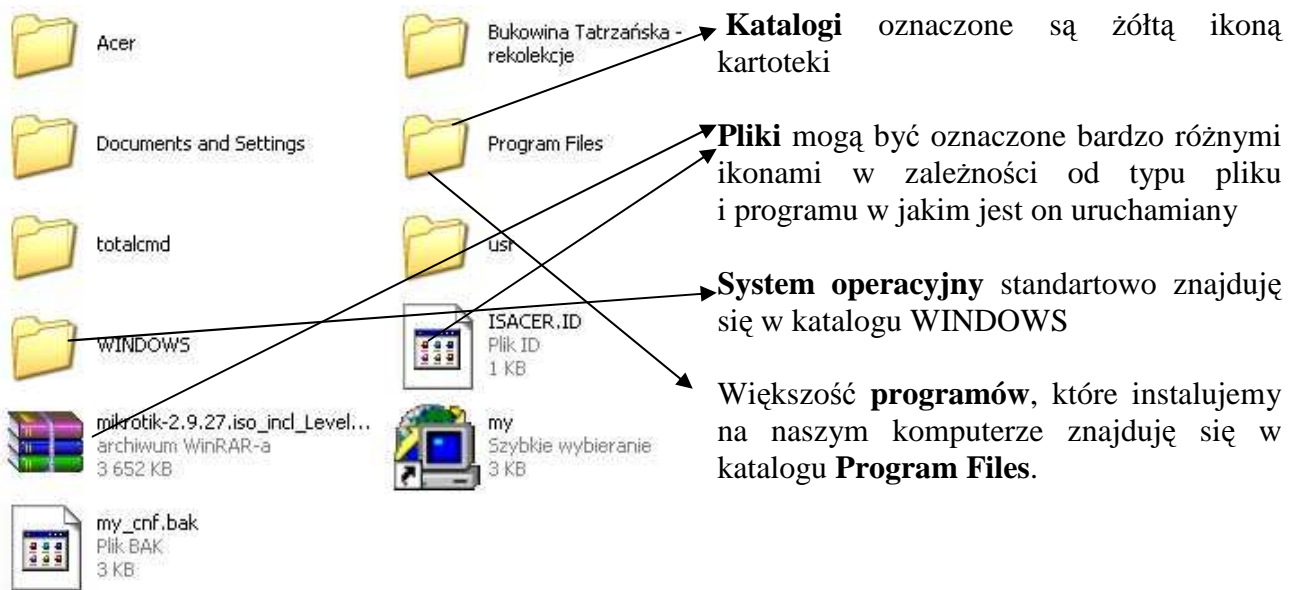 Acer
Bukowina Tatrzańska -
rekolekcje
Documents and Settings
Program Files
totalcmd
usr
WINDOWS
ISACER.ID
Plik ID
1 KB
mikrotik-2.9.27.iso_incl_Level...
archiwum WinRAR-a
3 652 KB
my
Szybkie wybieranie
3 KB
my_cnf.bak
Plik BAK
3 KB
Katalogi oznaczone są żółtą ikoną
kartoteki
Pliki mogą być oznaczone bardzo różnymi
ikonami w zależności od typu pliku
i programu w jakim jest on uruchamiany
System operacyjny standartowo znajduję
się w katalogu WINDOWS
Większość programów, które instalujemy
na naszym komputerze znajduję się w
katalogu Program Files.